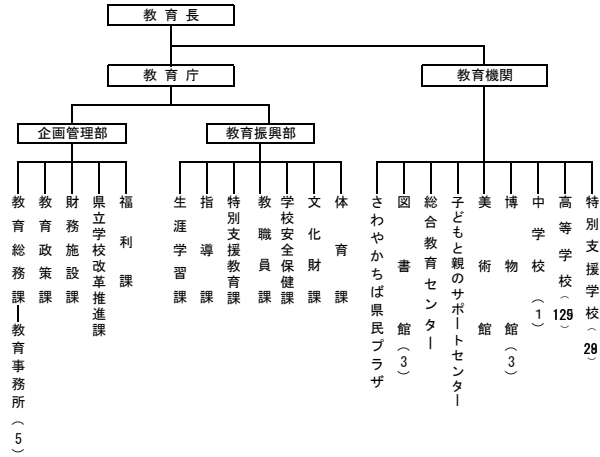 教育長
教育庁
教育機関
企画管理部
教育振興部
教育総務課
教育事務所（5）
教育政策課
財務施設課
県立学校改革推進課
福利課
生涯学習課
指導課
特別支援教育課
教職員課
学校安全保健課
文化財課
体育課
さわやかちば県民プラザ
図書館（3）
総合教育センター
子どもと親のサポートセンター
美術館
博物館（3）
中学校（1）
高等学校
特別支援学校